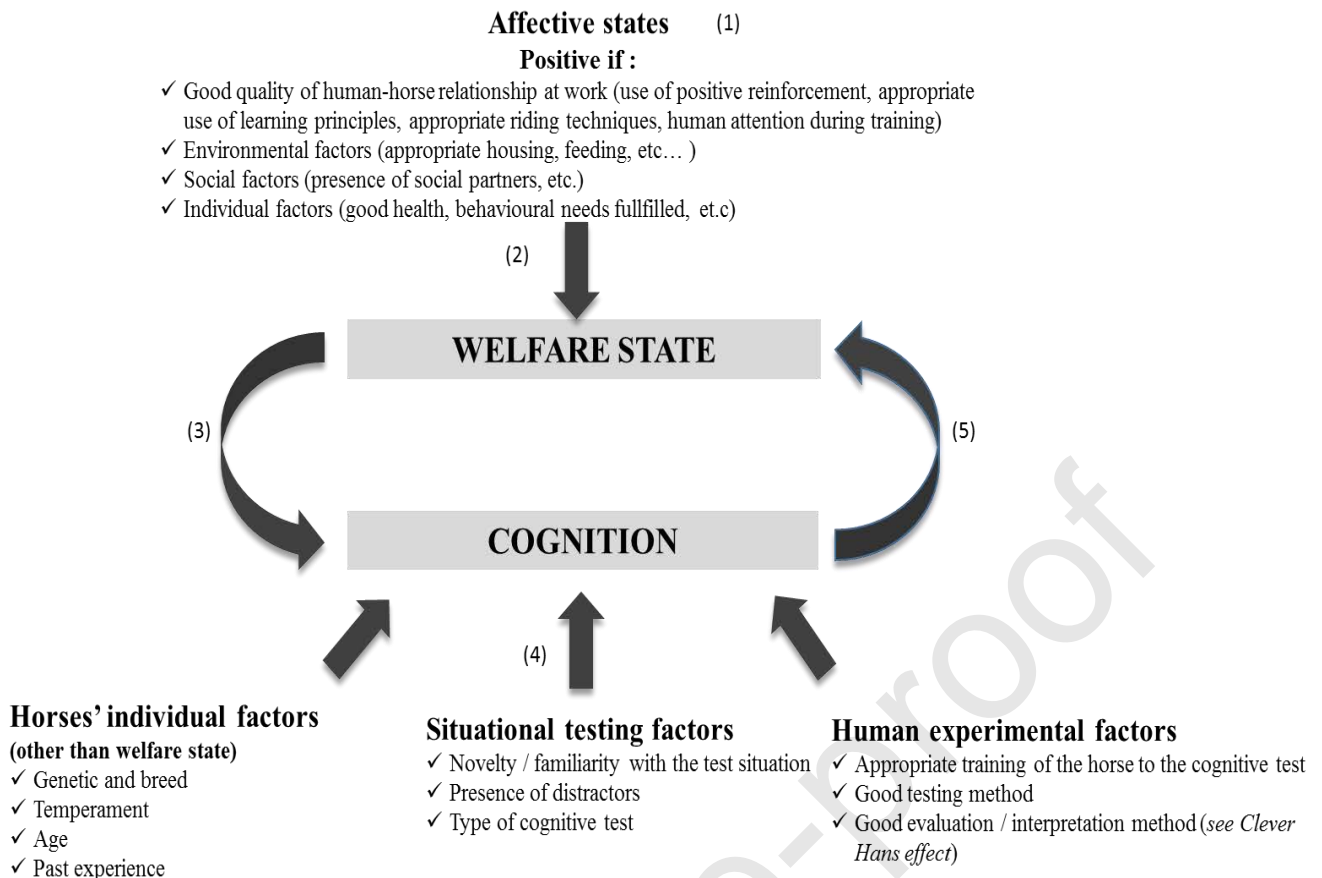 Affective states (1)
Positive if :
✓ Good quality of human-horse relationship at work (use of positive reinforcement, appropriate
use of learning principles, appropriate riding techniques, human attention during training)
✓ Environmental factors (appropriate housing, feeding, etc… )
✓ Social factors (presence of social partners, etc.)
✓ Individual factors (good health, behavioural needs fullfilled, et.c)
(2)
WELFARE STATE
(3)
(5)
COGNITION
(4)
Horses' individual factors
(other than welfare state)
✓ Genetic and breed
✓ Temperament
✓ Age
✓ Past experience
Situational testing factors
✓ Novelty / familiarity with the test situation
✓ Presence of distractors
✓ Type of cognitive test
Human experimental factors
✓ Appropriate training of the horse to the cognitive test
✓ Good testing method
✓ Good evaluation / interpretation method (see Clever
Hans effect)
-proof